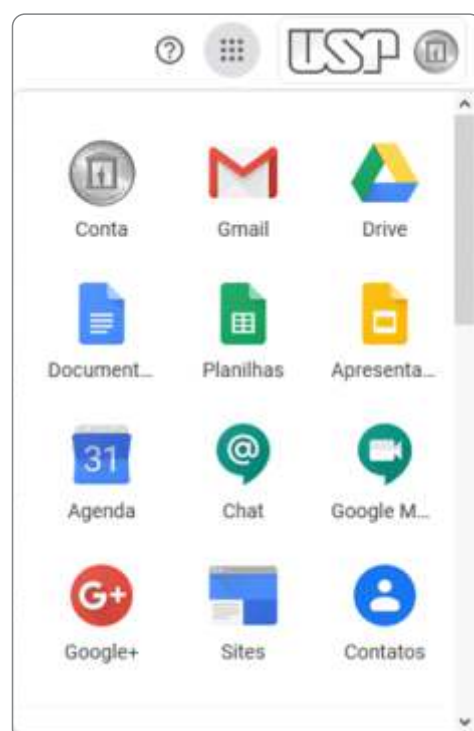 USP
Conta Gmail Drive
Document... Planilhas Apresenta...
31
Agenda Chat Google M...
G+
Google+ Sites Contatos